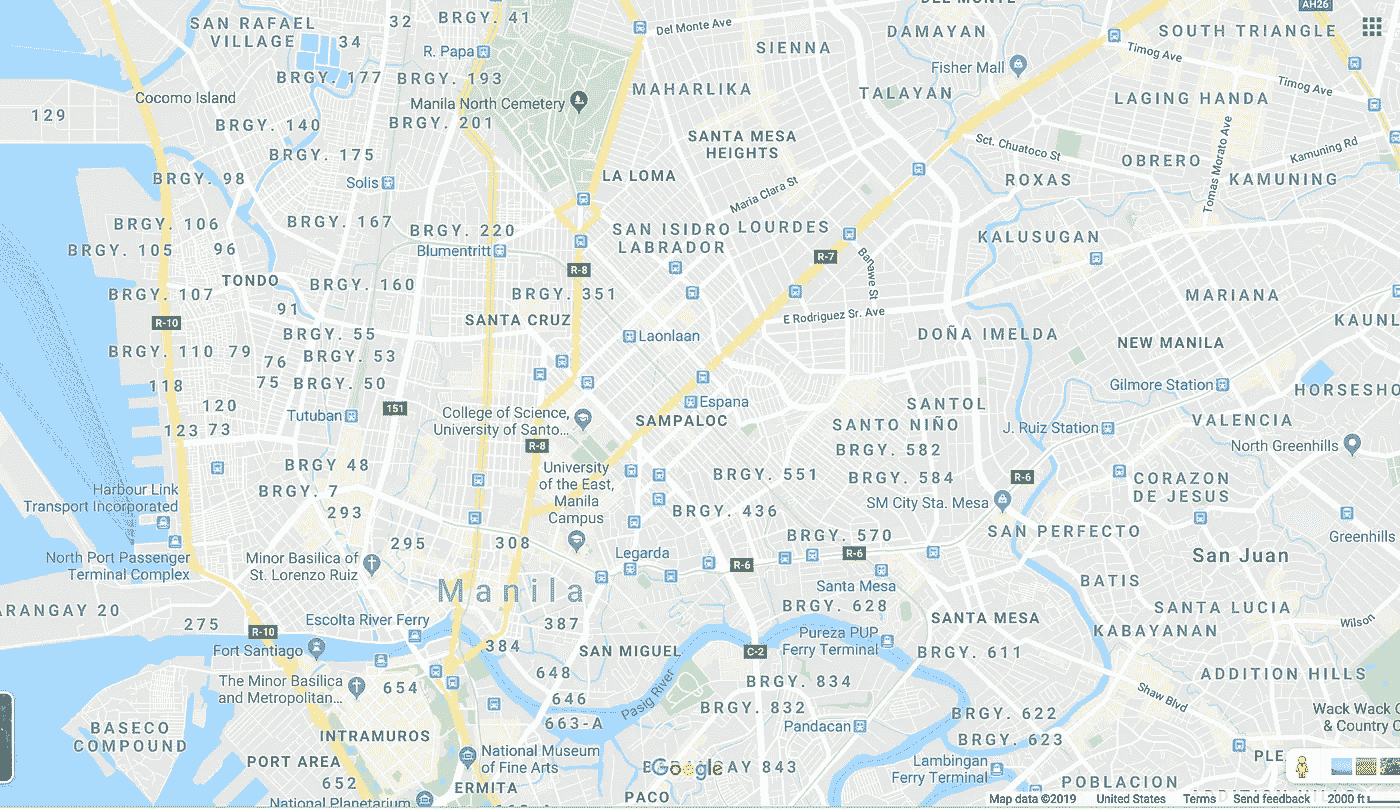 DEL MONTE
AH26
SAN RAFAEL
VILLAGE
32
BRGY. 41
34
R. Papa
Del Monte Ave
SIENNA
DAMAYAN
SOUTH TRIANGLE
Timog Ave
Fisher Mall
BRGY. 177
BRGY. 193
MAHARLIKA
TALAYAN
Timog Ave
LAGING HANDA
Cocomo Island
Manila North Cemetery
129
BRGY. 140
BRGY. 201
SANTA MESA
HEIGHTS
Sct. Chuatoco St
Tomas Morato Ave
Kamuning Rd
BRGY. 175
OBRERO
BRGY. 98
Solis
LA LOMA
Maria Clara St
ROXAS
KAMUNING
BRGY. 106
BRGY. 167
BRGY. 220
SAN ISIDRO
LABRADOR
LOURDES
KALUSUGAN
BRGY. 105
96
Blumentritt
R-7
Banawe St
R-8
TONDO
BRGY. 160
BRGY. 107
BRGY. 351
MARIANA
91
R-10
SANTA CRUZ
E Rodriguez Sr. Ave
KAUNL
BRGY. 55
Laonlaan
DOÑA IMELDA
NEW MANILA
BRGY. 110
79
76
BRGY. 53
118
75
BRGY. 50
Gilmore Station
HORSESHO
120
Tutuban
151
College of Science,
University of Santo...
Espana
SAMPALOC
SANTOL
VALENCIA
123
73
SANTO NIÑO
J. Ruiz Station
North Greenhills
R-8
BRGY. 582
BRGY. 48
University
of the East,
Manila
Campus
BRGY. 551
BRGY. 584
R-6
CORAZON
DE JESUS
BRGY. 7
Harbour Link
Transport Incorporated
293
BRGY. 436
SM City Sta. Mesa
SAN PERFECTO
Greenhills
295
308
BRGY. 570
North Port Passenger
Terminal Complex
Minor Basilica of
St. Lorenzo Ruiz
Legarda
R-6
R-6
San Juan
Manila
Santa Mesa
BATIS
ARANGAY 20
275
Escolta River Ferry
387
BRGY. 628
SANTA MESA
SANTA LUCIA
Wilson
R-10
Fort Santiago
384
SAN MIGUEL
C-2
Pureza PUP
Ferry Terminal
BRGY. 611
KABAYANAN
The Minor Basilica
and Metropolitan...
654
648
646
Pasig River
BRGY. 834
ADDITION HILLS
Shaw Blvd
663-A
BRGY. 832
BRGY. 622
Wack Wack G
& Country C
BASECO
COMPOUND
INTRAMUROS
Pandacan
BRGY. 623
PORT AREA
National Museum
of Fine Arts
Google
AY 843
Lambingan
Ferry Terminal
PLE
652
ERMITA
POBLACION
National Planetarium
PACO
Map data ©2019
United States
Terms
Send feedback
2000 ft